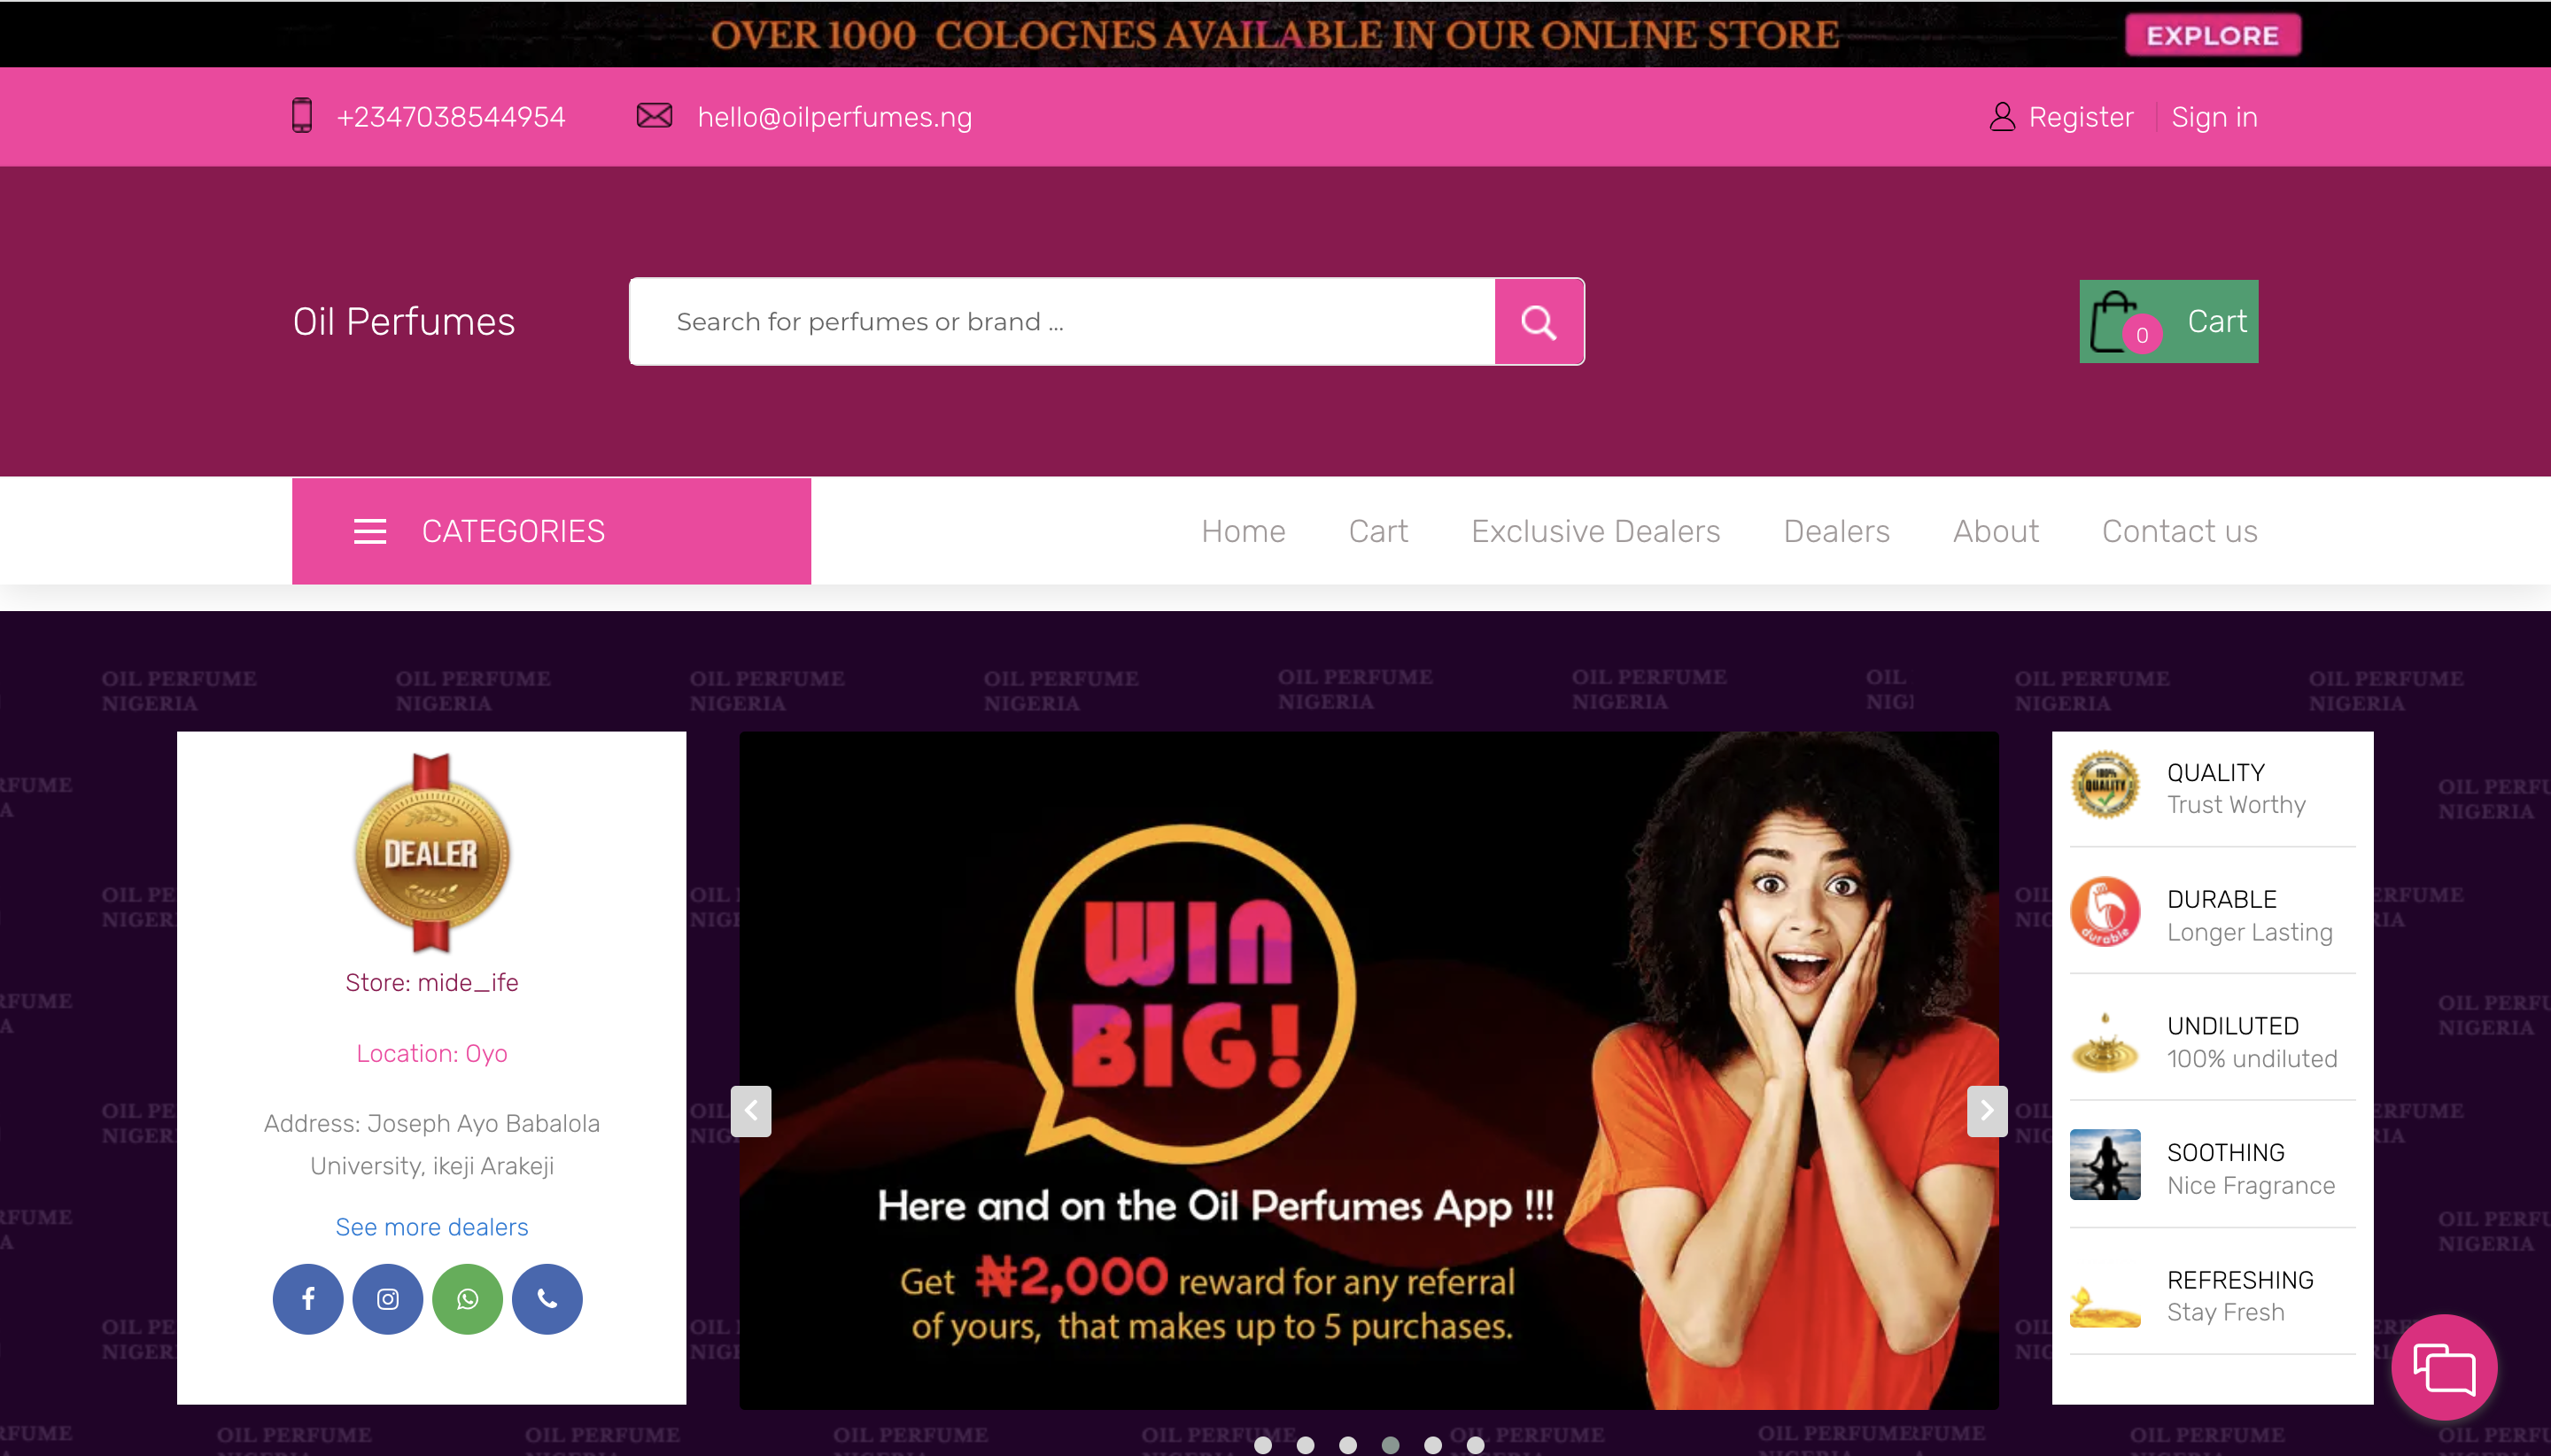 OVER 1000 COLOGNES AVAILABLE IN OUR ONLINE STORE
EXPLORE
+2347038544954
hello@oilperfumes.ng
Register
Sign in
Oil Perfumes
Search for perfumes or brand ...
0
Cart
CATEGORIES
Home
Cart
Exclusive Dealers
Dealers
About
Contact us
OIL PERFUME
NIGERIA
DEALER
Store: mide_ife
Location: Oyo
Address: Joseph Ayo Babalola
University, ikeji Arakeji
See more dealers
WIN
BIG!
Here and on the Oil Perfumes App !!!
Get ₦2,000 reward for any referral
of yours, that makes up to 5 purchases.
100%
QUALITY
QUALITY
Trust Worthy
durable
DURABLE
Longer Lasting
UNDILUTED
100% undiluted
SOOTHING
Nice Fragrance
REFRESHING
Stay Fresh